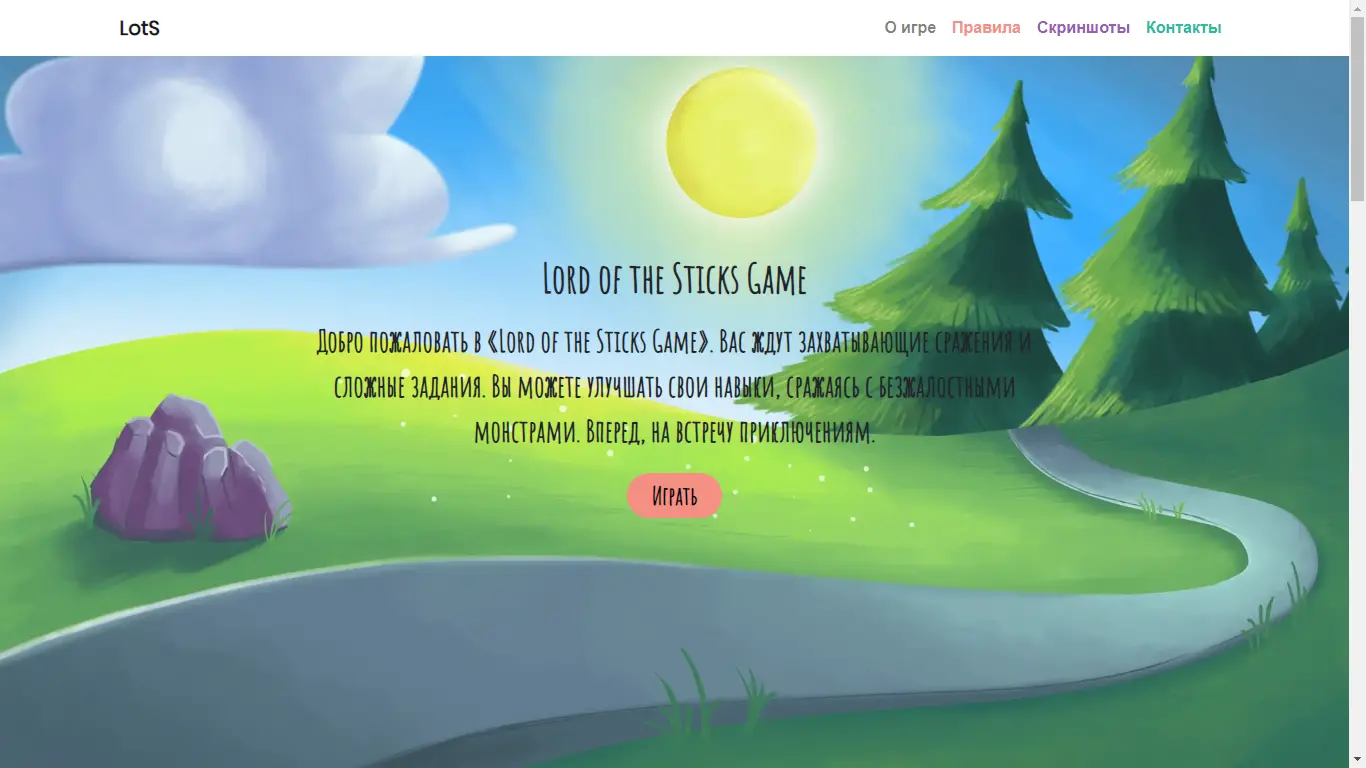 LotS
О игре Правила Скриншоты Контакты
Lord of the Sticks Game
Добро пожаловать в «Lord of the Sticks Game». Вас ждут захватывающие сражения и
сложные задания. Вы можете улучшать свои навыки, сражаясь с безжалостными
монстрами. Вперед, на встречу приключениям.
Играть